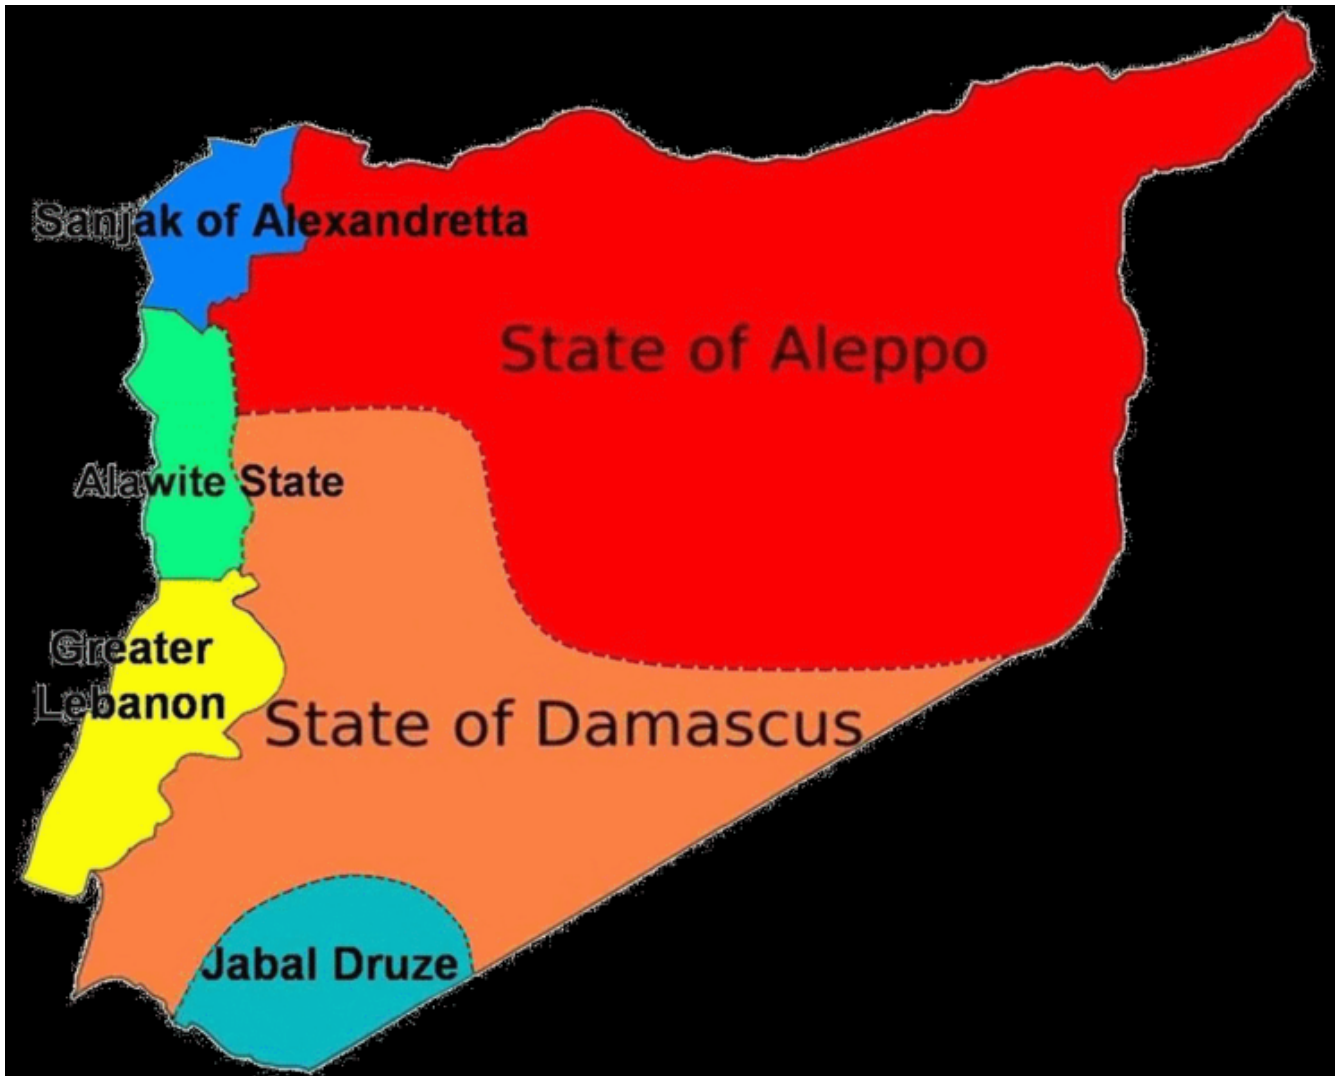 Sanjak of Alexandretta
State of Aleppo
Alawite State
Greater
Lebanon
State of Damascus
Jabal Druze